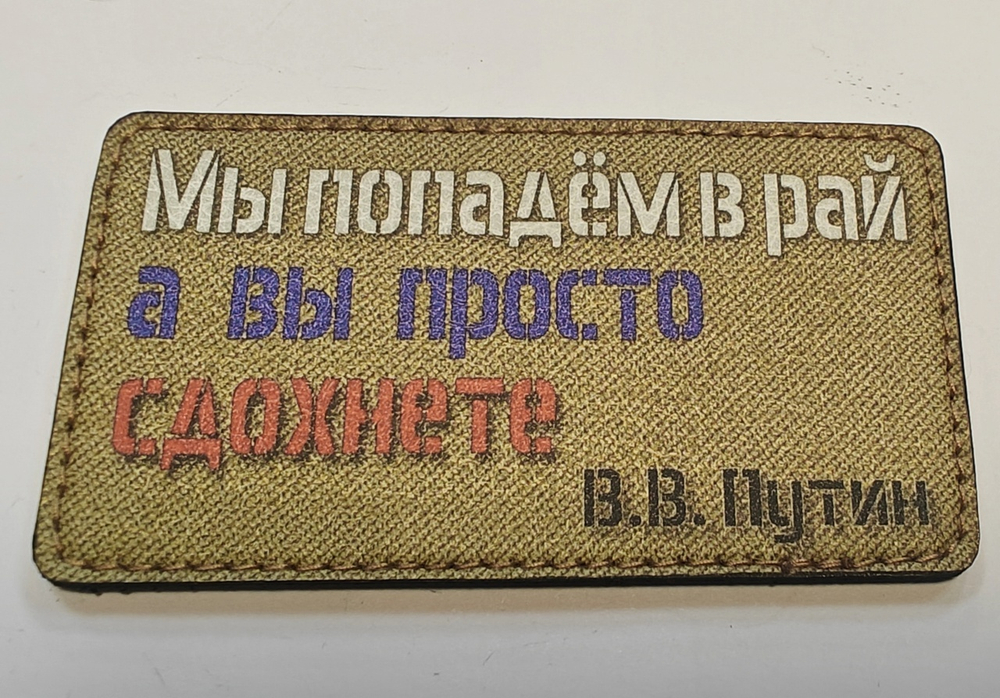 Мы попадём в рай
а вы просто
сдохнете
В.В. Путин